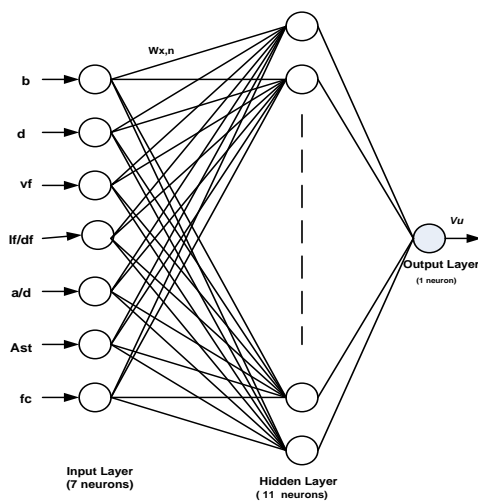 Wx,n
b
d
vf
lf/df
a/d
Ast
fc
Vu
Output Layer
(1 neuron)
Input Layer
(7 neurons)
Hidden Layer
( 11 neurons)